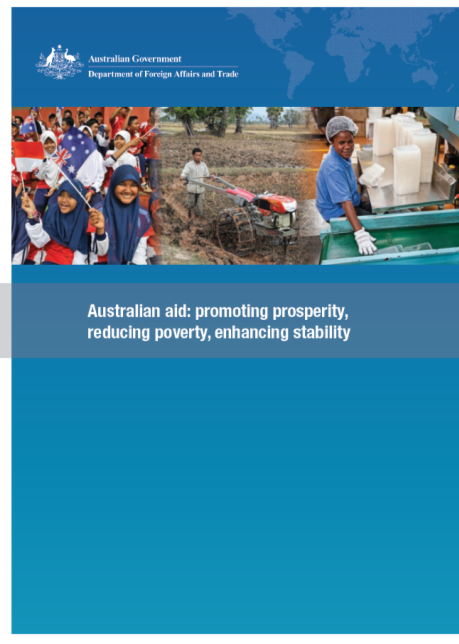 Australian Government
Department of Foreign Affairs and Trade
Australian aid: promoting prosperity,
reducing poverty, enhancing stability